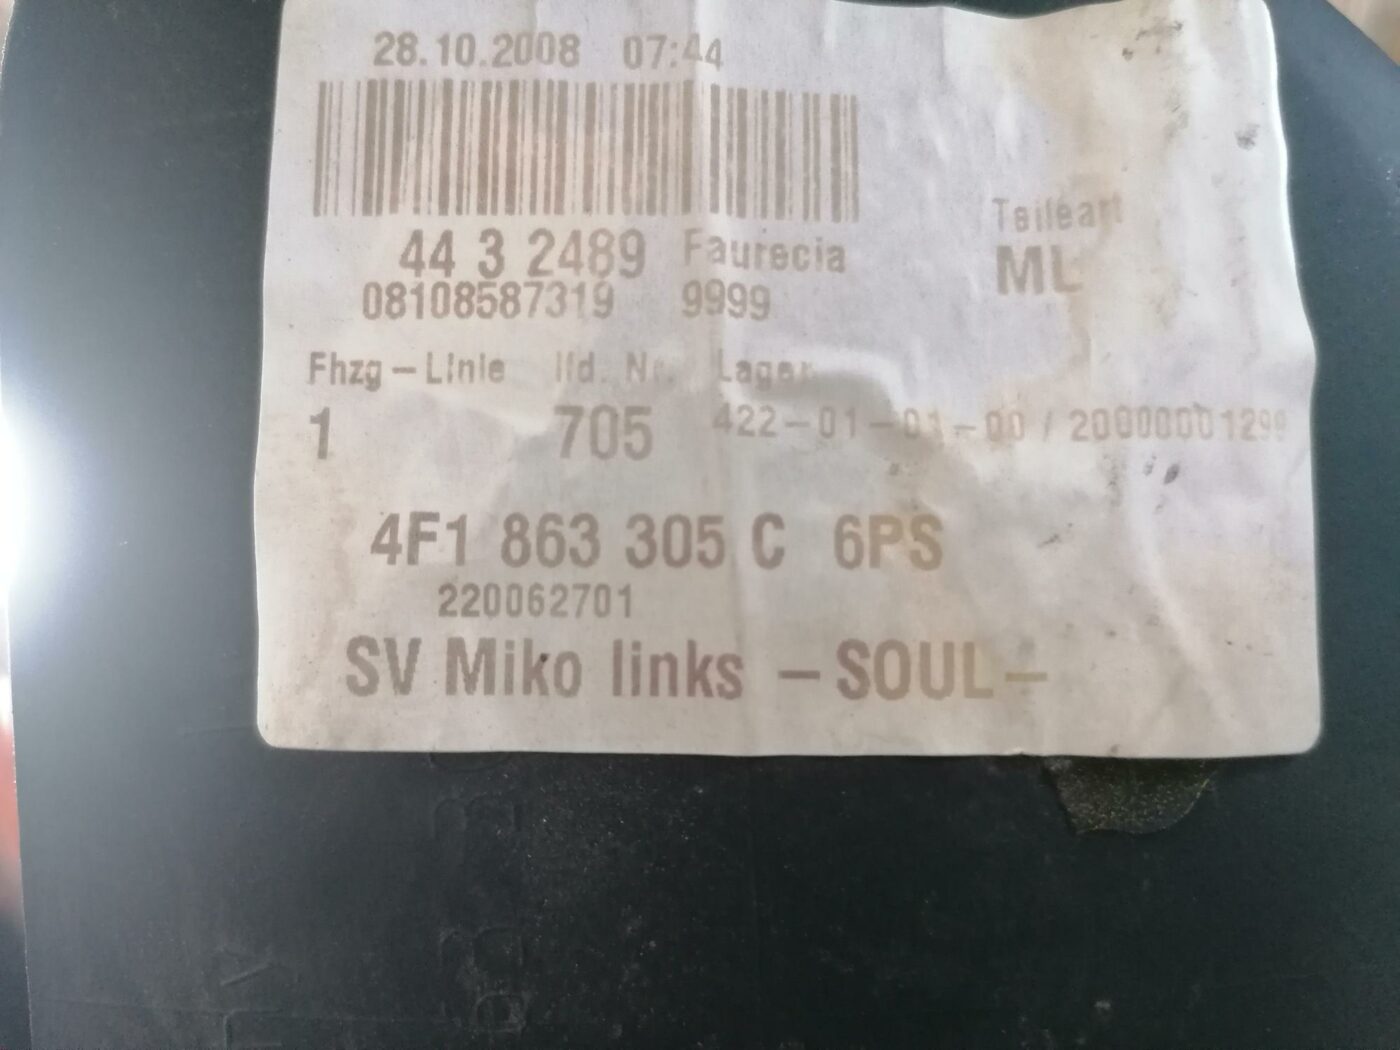 28.10.2008 07:44
44 3 2489 Faurecia
Teileart
ML
08108587319 9999
Fhzg-Linie lfd. Nr. Lager
1 705 422-01-01-00 / 20000001299
4F1 863 305 C 6PS
220062701
SV Miko links -SOUL-